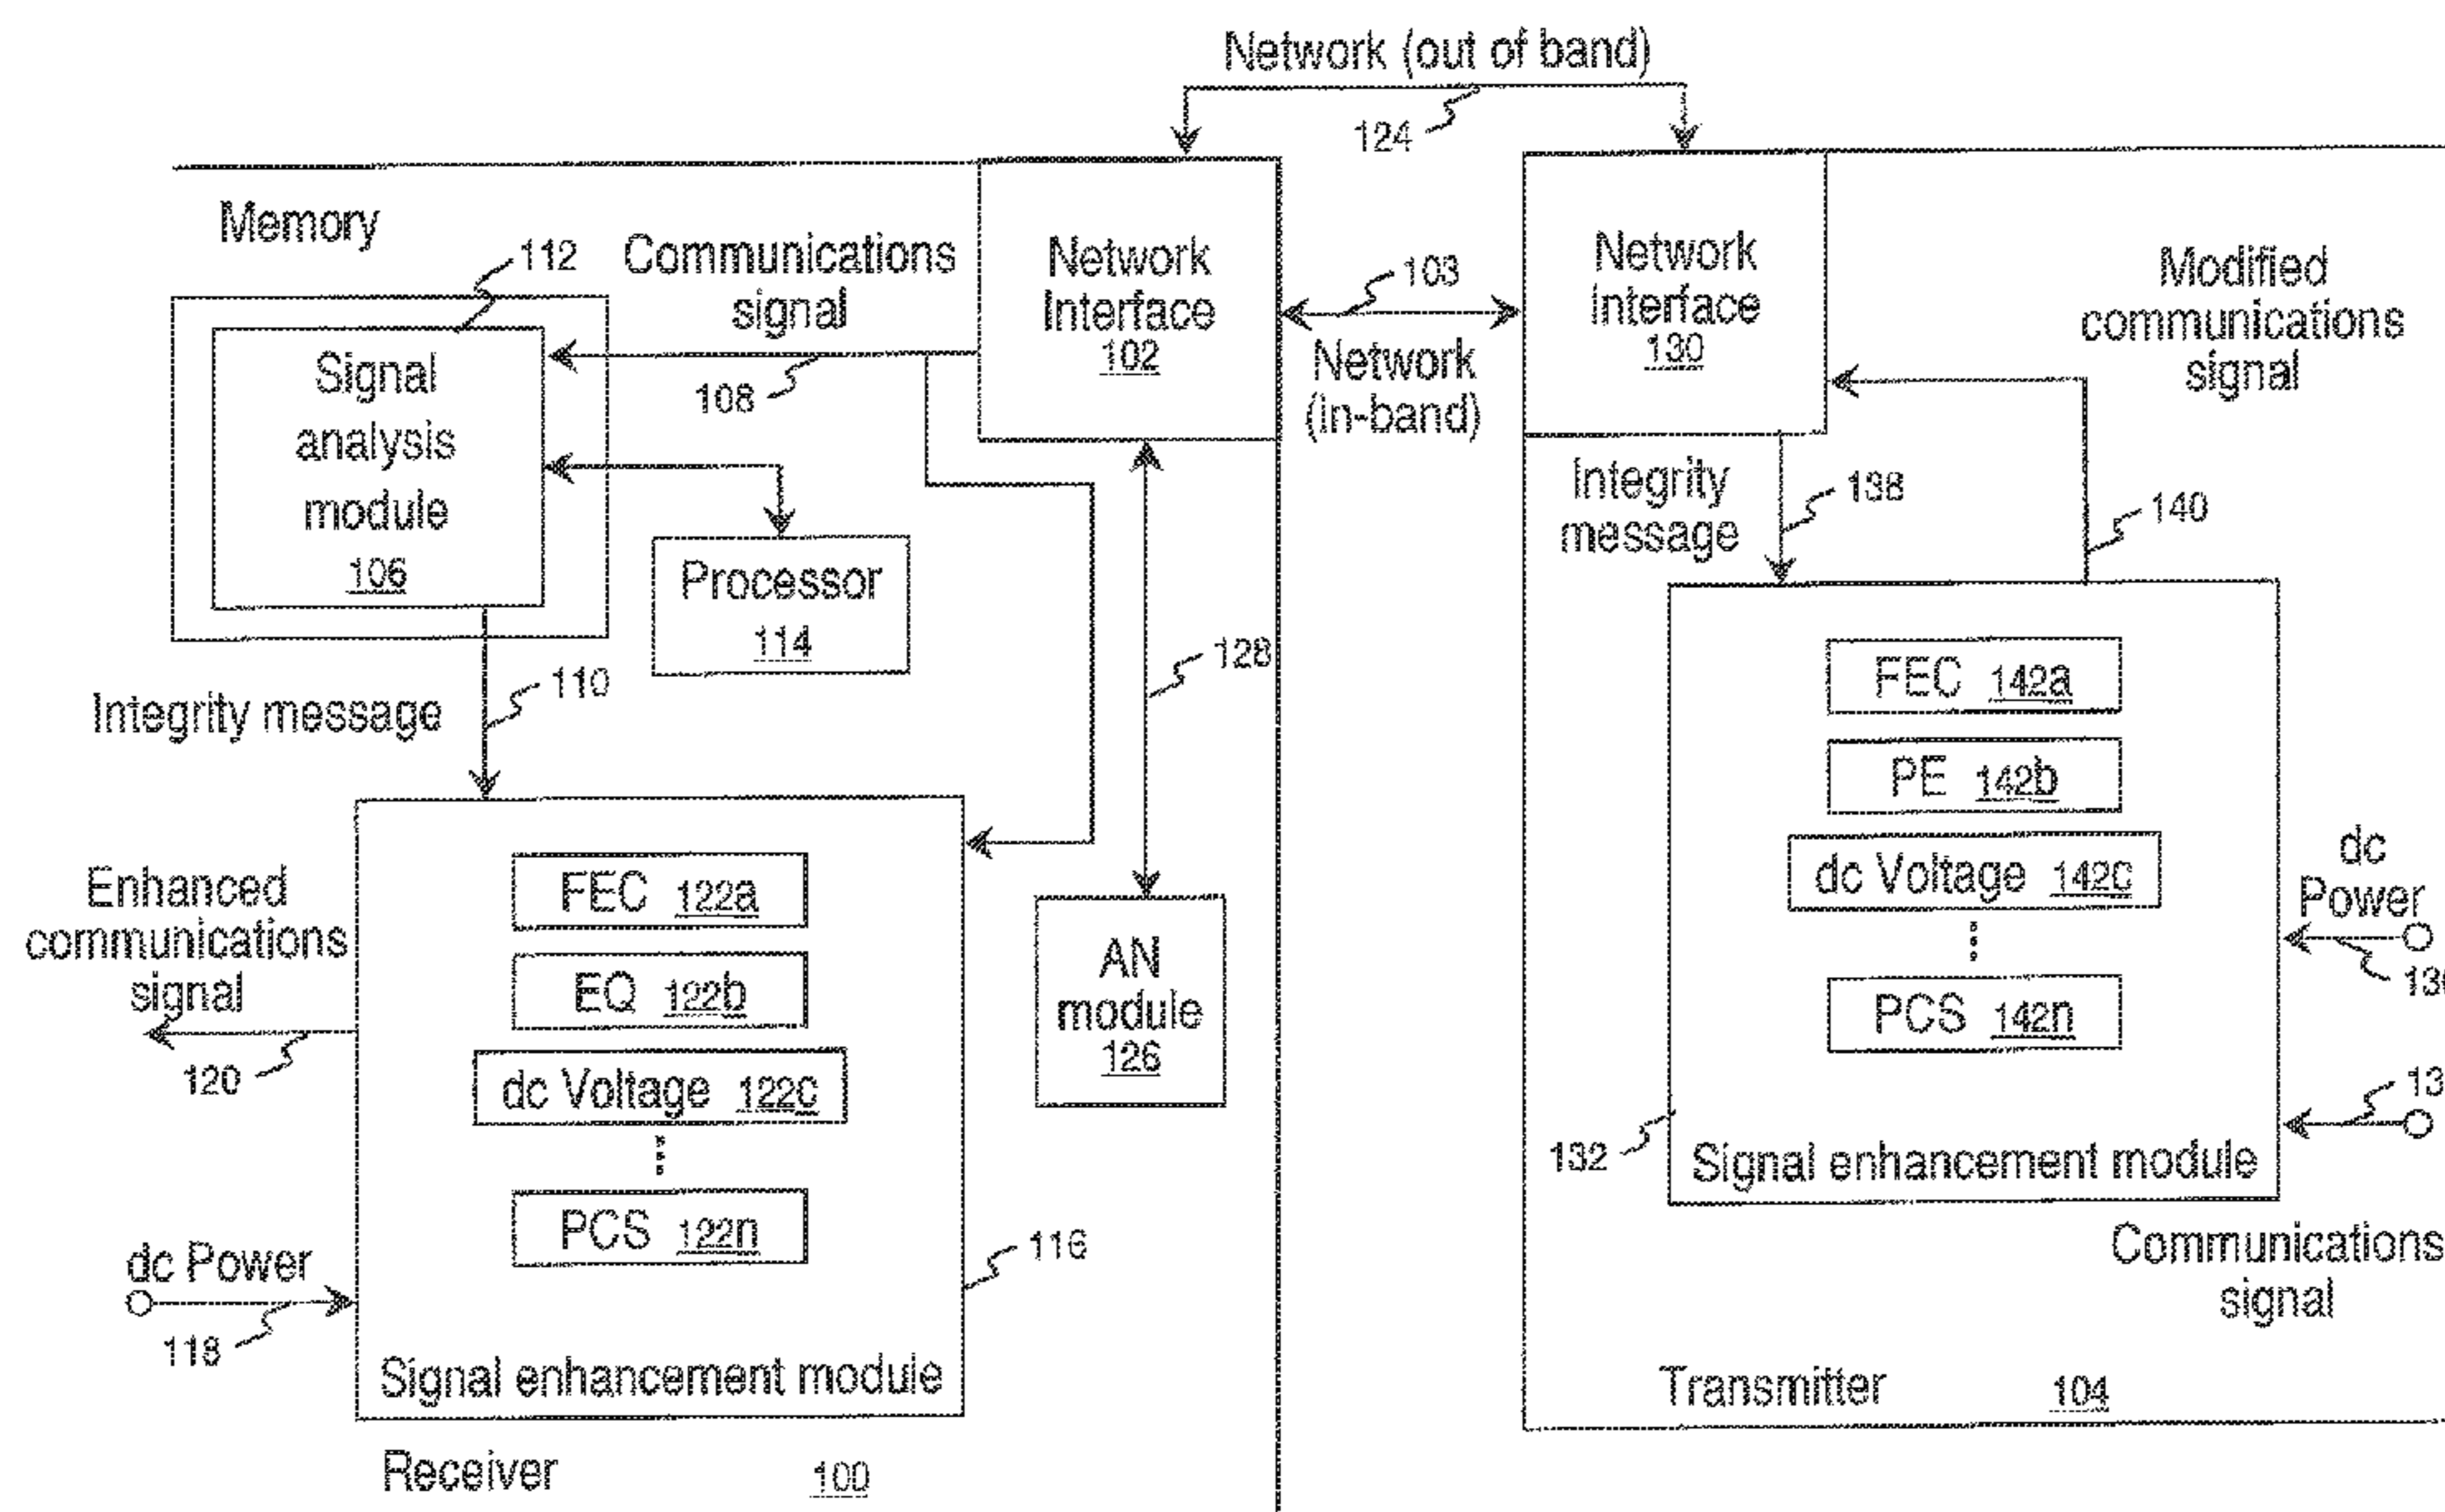 Network (out of band)
124
Memory
112
Communications
signal
108
Network
Interface
102
103
Network
(in-band)
Network
Interface
130
Modified
communications
signal
Signal
analysis
module
106
Processor
114
Integrity
message
138
140
128
Integrity message
110
FEC 142a
PE 142b
dc Voltage 142c
PCS 142n
dc
Power
132
Signal enhancement module
Enhanced
communications
signal
120
FEC 122a
EQ 122b
dc Voltage 122c
PCS 122n
AN
module
126
116
dc Power
118
Signal enhancement module
Communications
signal
Transmitter 104
Receiver 100